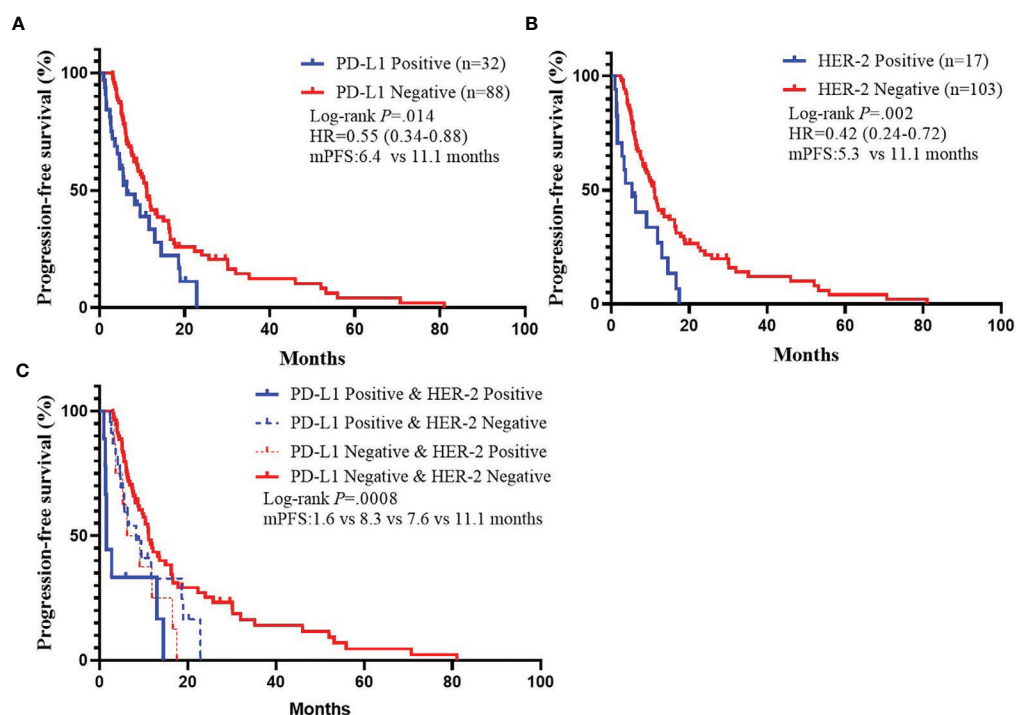 A
Progression-free survival (%)
100
50
0
0 20 40 60 80 100
Months
PD-L1 Positive (n=32)
PD-L1 Negative (n=88)
Log-rank P=.014
HR=0.55 (0.34-0.88)
mPFS:6.4 vs 11.1 months
B
Progression-free survival (%)
100
50
0
0 20 40 60 80 100
Months
HER-2 Positive (n=17)
HER-2 Negative (n=103)
Log-rank P=.002
HR=0.42 (0.24-0.72)
mPFS:5.3 vs 11.1 months
C
Progression-free survival (%)
100
50
0
0 20 40 60 80 100
Months
PD-L1 Positive & HER-2 Positive
PD-L1 Positive & HER-2 Negative
PD-L1 Negative & HER-2 Positive
PD-L1 Negative & HER-2 Negative
Log-rank P=.0008
mPFS:1.6 vs 8.3 vs 7.6 vs 11.1 months